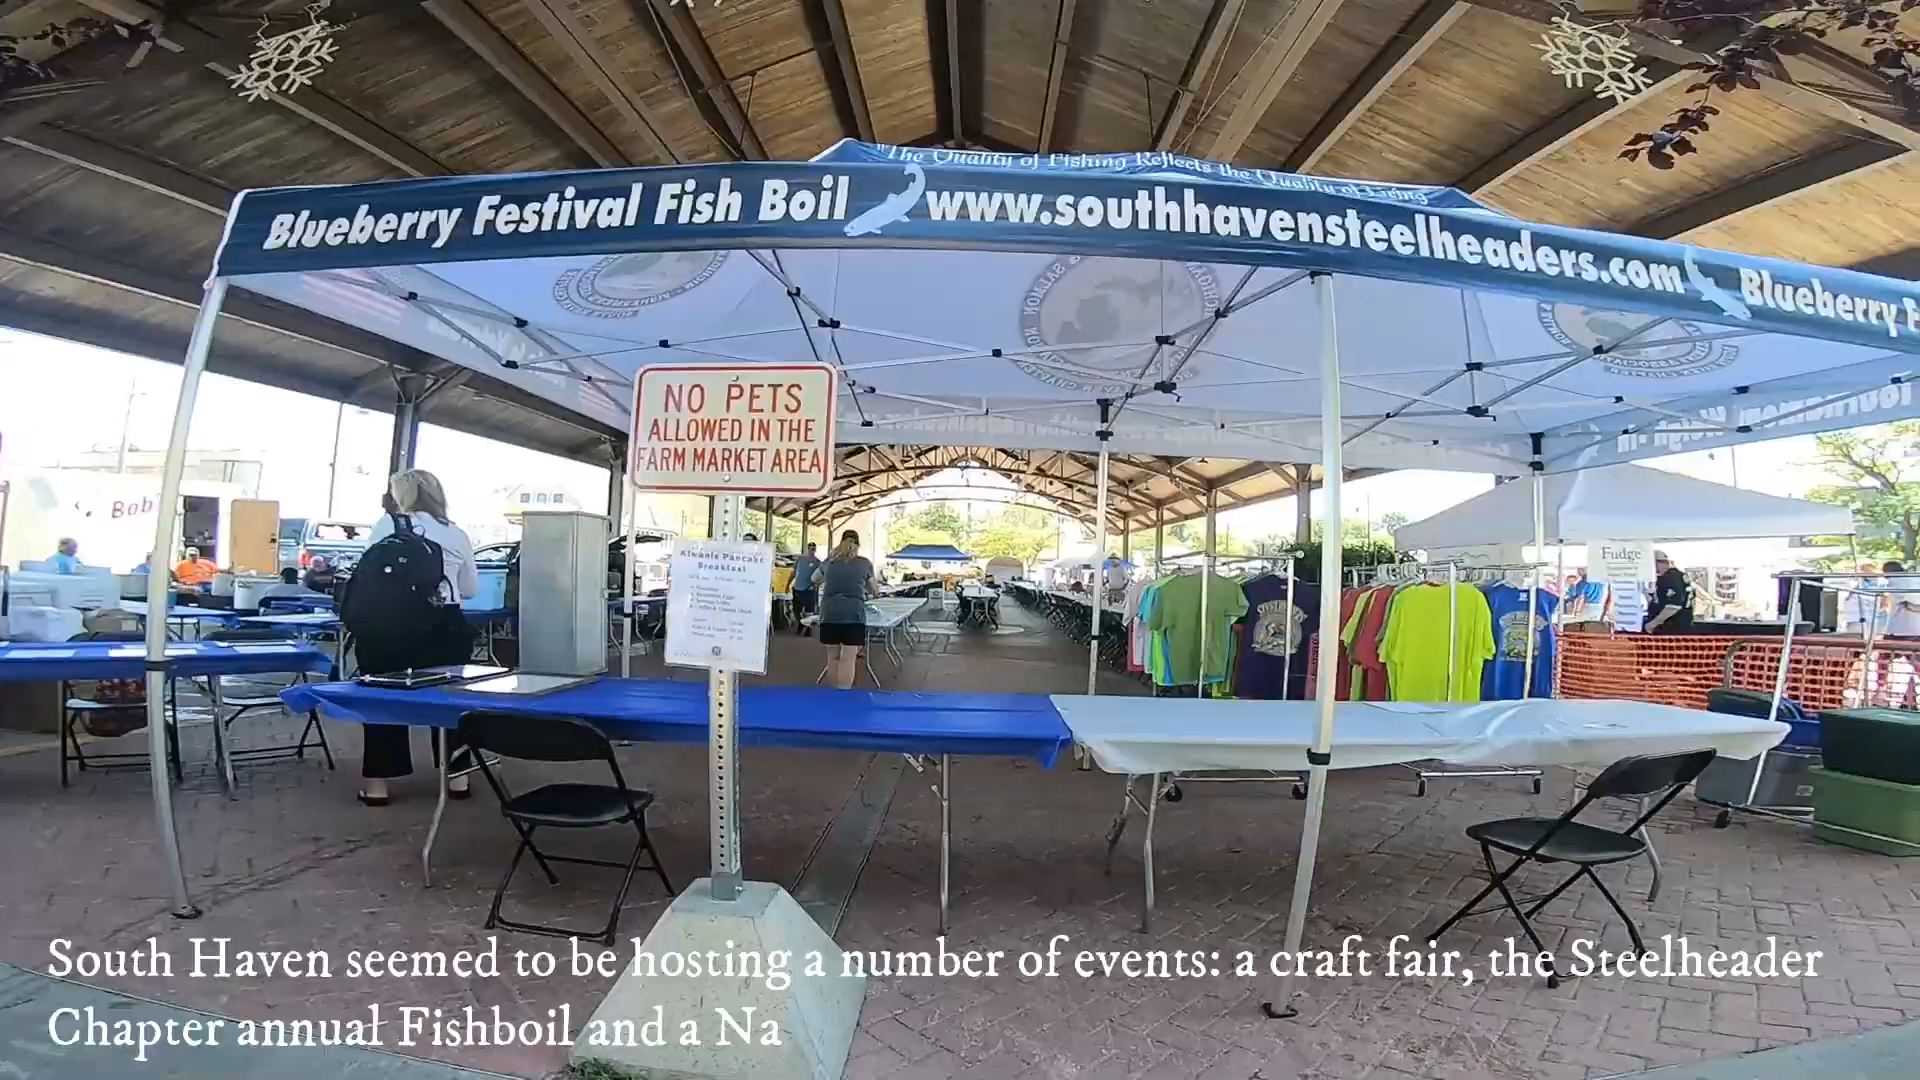 "The Quality of Fishing Reflects the Quality of Living
Blueberry Festival Fish Boil www.southhavensteelheaders.com Blueberry F
NO PETS
ALLOWED IN THE
FARM MARKET AREA
Bob's
Kiwanis Pancake
Breakfast
Fudge
South Haven seemed to be hosting a number of events: a craft fair, the Steelheader
Chapter annual Fishboil and a Na